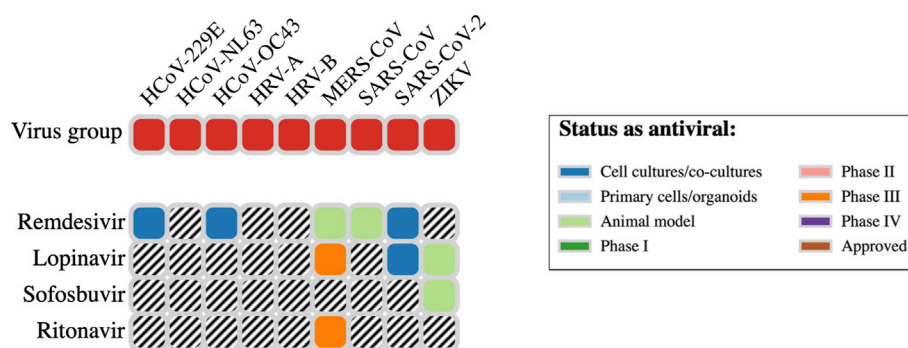 HCoV-229E
HCoV-NL63
HCoV-OC43
HRV-A
HRV-B
MERS-CoV
SARS-CoV
SARS-CoV-2
ZIKV
Virus group
Remdesivir
Lopinavir
Sofosbuvir
Ritonavir
Status as antiviral:
Cell cultures/co-cultures
Primary cells/organoids
Animal model
Phase I
Phase II
Phase III
Phase IV
Approved